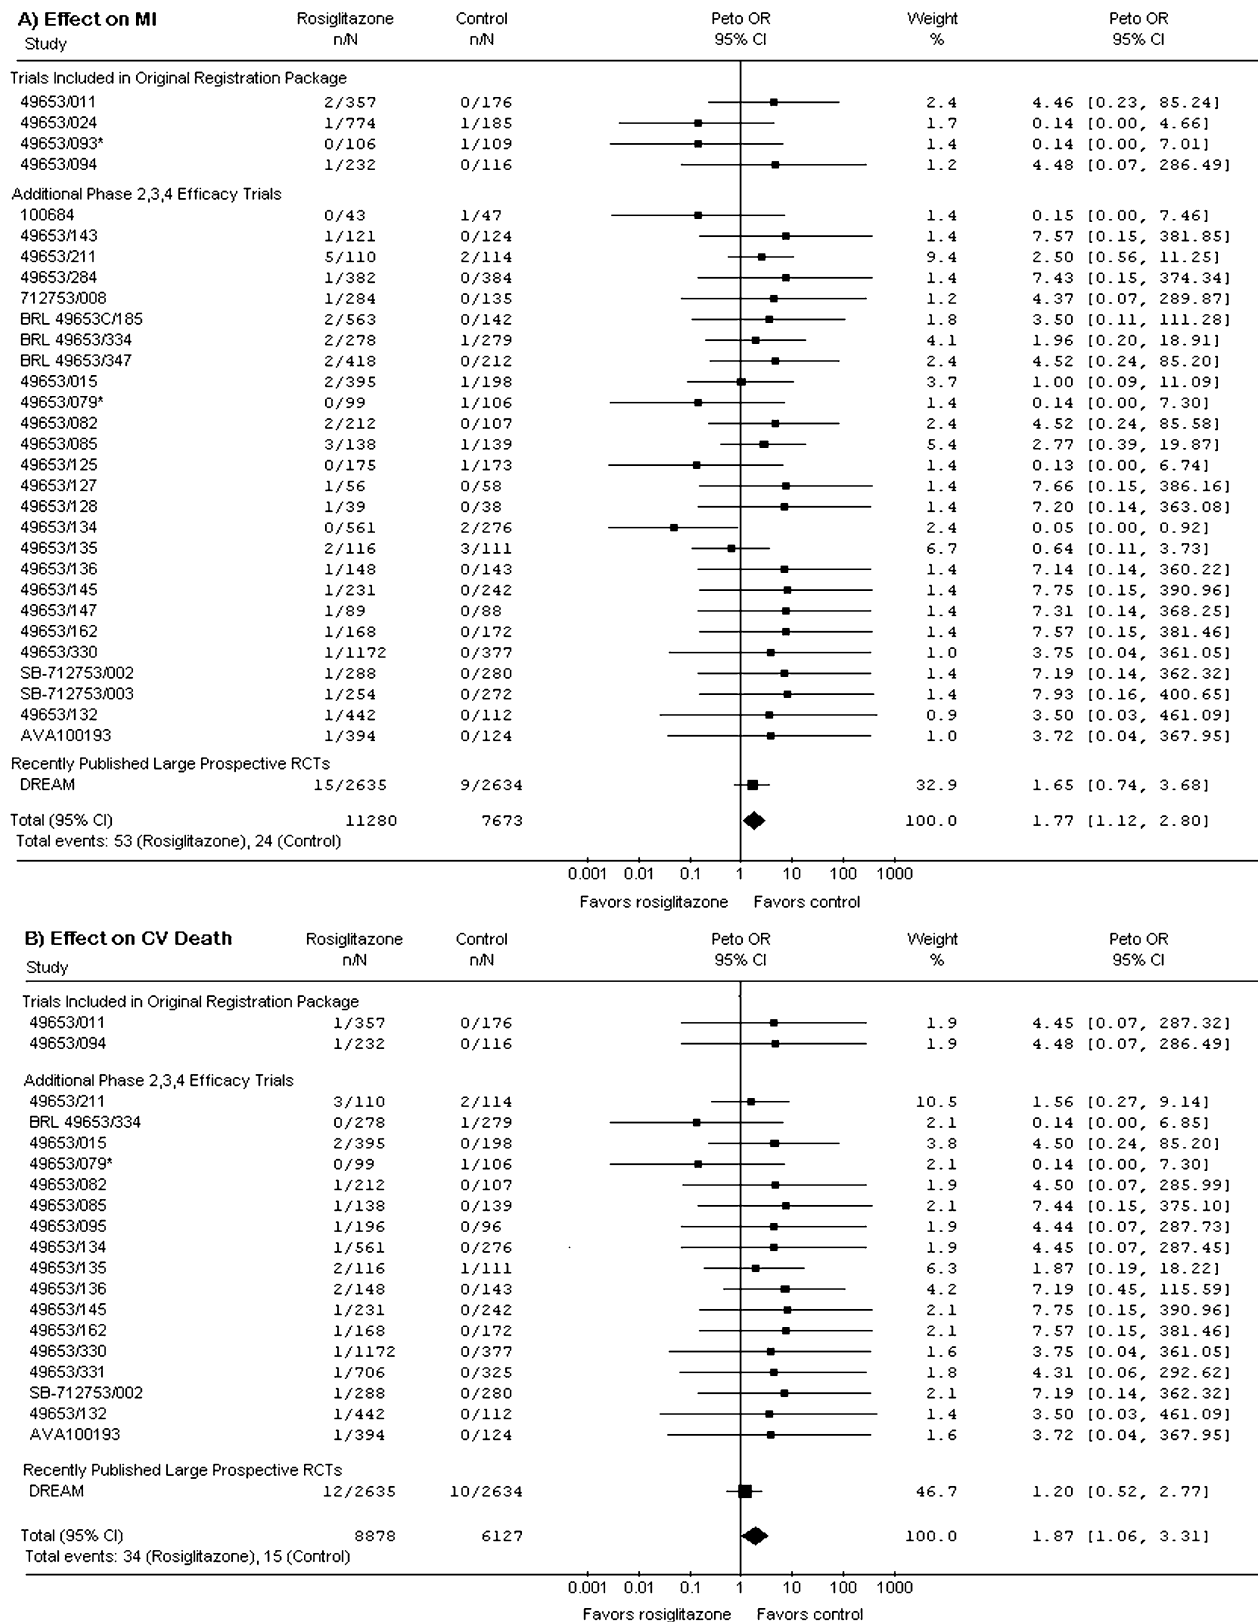 A) Effect on MI Rosiglitazone Control Peto OR Weight Peto OR
Study n/N n/N 95% CI % 95% CI
Trials Included in Original Registration Package
49653/011 2/357 0/176 2.4 4.46 [0.23, 85.24]
49653/024 1/774 1/185 1.7 0.14 [0.00, 4.66]
49653/093* 0/106 1/109 1.4 0.14 [0.00, 7.01]
49653/094 1/232 0/116 1.2 4.48 [0.07, 286.49]
Additional Phase 2,3,4 Efficacy Trials
100684 0/43 1/47 1.4 0.15 [0.00, 7.46]
49653/143 1/121 0/124 1.4 7.57 [0.15, 381.85]
49653/211 5/110 2/114 9.4 2.50 [0.56, 11.25]
49653/284 1/382 0/384 1.4 7.43 [0.15, 374.34]
712753/008 1/284 0/135 1.2 4.37 [0.07, 289.87]
BRL 49653C/185 2/563 0/142 1.8 3.50 [0.11, 111.28]
BRL 49653/334 2/278 1/279 4.1 1.96 [0.20, 18.91]
BRL 49653/347 2/418 0/212 2.4 4.52 [0.24, 85.20]
49653/015 2/395 1/198 3.7 1.00 [0.09, 11.09]
49653/079* 0/99 1/106 1.4 0.14 [0.00, 7.30]
49653/082 2/212 0/107 2.4 4.52 [0.24, 85.58]
49653/085 3/138 1/139 5.4 2.77 [0.39, 19.87]
49653/125 0/175 1/173 1.4 0.13 [0.00, 6.74]
49653/127 1/56 0/58 1.4 7.66 [0.15, 386.16]
49653/128 1/39 0/38 1.4 7.20 [0.14, 363.08]
49653/134 0/561 2/276 2.4 0.05 [0.00, 0.92]
49653/135 2/116 3/111 6.7 0.64 [0.11, 3.73]
49653/136 1/148 0/143 1.4 7.14 [0.14, 360.22]
49653/145 1/231 0/242 1.4 7.75 [0.15, 390.96]
49653/147 1/89 0/88 1.4 7.31 [0.14, 368.25]
49653/162 1/168 0/172 1.4 7.57 [0.15, 381.46]
49653/330 1/1172 0/377 1.0 3.75 [0.04, 361.05]
SB-712753/002 1/288 0/280 1.4 7.19 [0.14, 362.32]
SB-712753/003 1/254 0/272 1.4 7.93 [0.16, 400.65]
49653/132 1/442 0/112 0.9 3.50 [0.03, 461.09]
AVA100193 1/394 0/124 1.0 3.72 [0.04, 367.95]
Recently Published Large Prospective RCTs
DREAM 15/2635 9/2634 32.9 1.65 [0.74, 3.68]
Total (95% CI) 11280 7673 100.0 1.77 [1.12, 2.80]
Total events: 53 (Rosiglitazone), 24 (Control)
0.001 0.01 0.1 1 10 100 1000
Favors rosiglitazone Favors control
B) Effect on CV Death Rosiglitazone Control Peto OR Weight Peto OR
Study n/N n/N 95% CI % 95% CI
Trials Included in Original Registration Package
49653/011 1/357 0/176 1.9 4.45 [0.07, 287.32]
49653/094 1/232 0/116 1.9 4.48 [0.07, 286.49]
Additional Phase 2,3,4 Efficacy Trials
49653/211 3/110 2/114 10.5 1.56 [0.27, 9.14]
BRL 49653/334 0/278 1/279 2.1 0.14 [0.00, 6.85]
49653/015 2/395 0/198 3.8 4.50 [0.24, 85.20]
49653/079* 0/99 1/106 2.1 0.14 [0.00, 7.30]
49653/082 1/212 0/107 1.9 4.50 [0.07, 285.99]
49653/085 1/138 0/139 2.1 7.44 [0.15, 375.10]
49653/095 1/196 0/96 1.9 4.44 [0.07, 287.73]
49653/134 1/561 0/276 1.9 4.45 [0.07, 287.45]
49653/135 2/116 1/111 6.3 1.87 [0.19, 18.22]
49653/136 2/148 0/143 4.2 7.19 [0.45, 115.59]
49653/145 1/231 0/242 2.1 7.75 [0.15, 390.96]
49653/162 1/168 0/172 2.1 7.57 [0.15, 381.46]
49653/330 1/1172 0/377 1.6 3.75 [0.04, 361.05]
49653/331 1/706 0/325 1.8 4.31 [0.06, 292.62]
SB-712753/002 1/288 0/280 2.1 7.19 [0.14, 362.32]
49653/132 1/442 0/112 1.4 3.50 [0.03, 461.09]
AVA100193 1/394 0/124 1.6 3.72 [0.04, 367.95]
Recently Published Large Prospective RCTs
DREAM 12/2635 10/2634 46.7 1.20 [0.52, 2.77]
Total (95% CI) 8878 6127 100.0 1.87 [1.06, 3.31]
Total events: 34 (Rosiglitazone), 15 (Control)
0.001 0.01 0.1 1 10 100 1000
Favors rosiglitazone Favors control